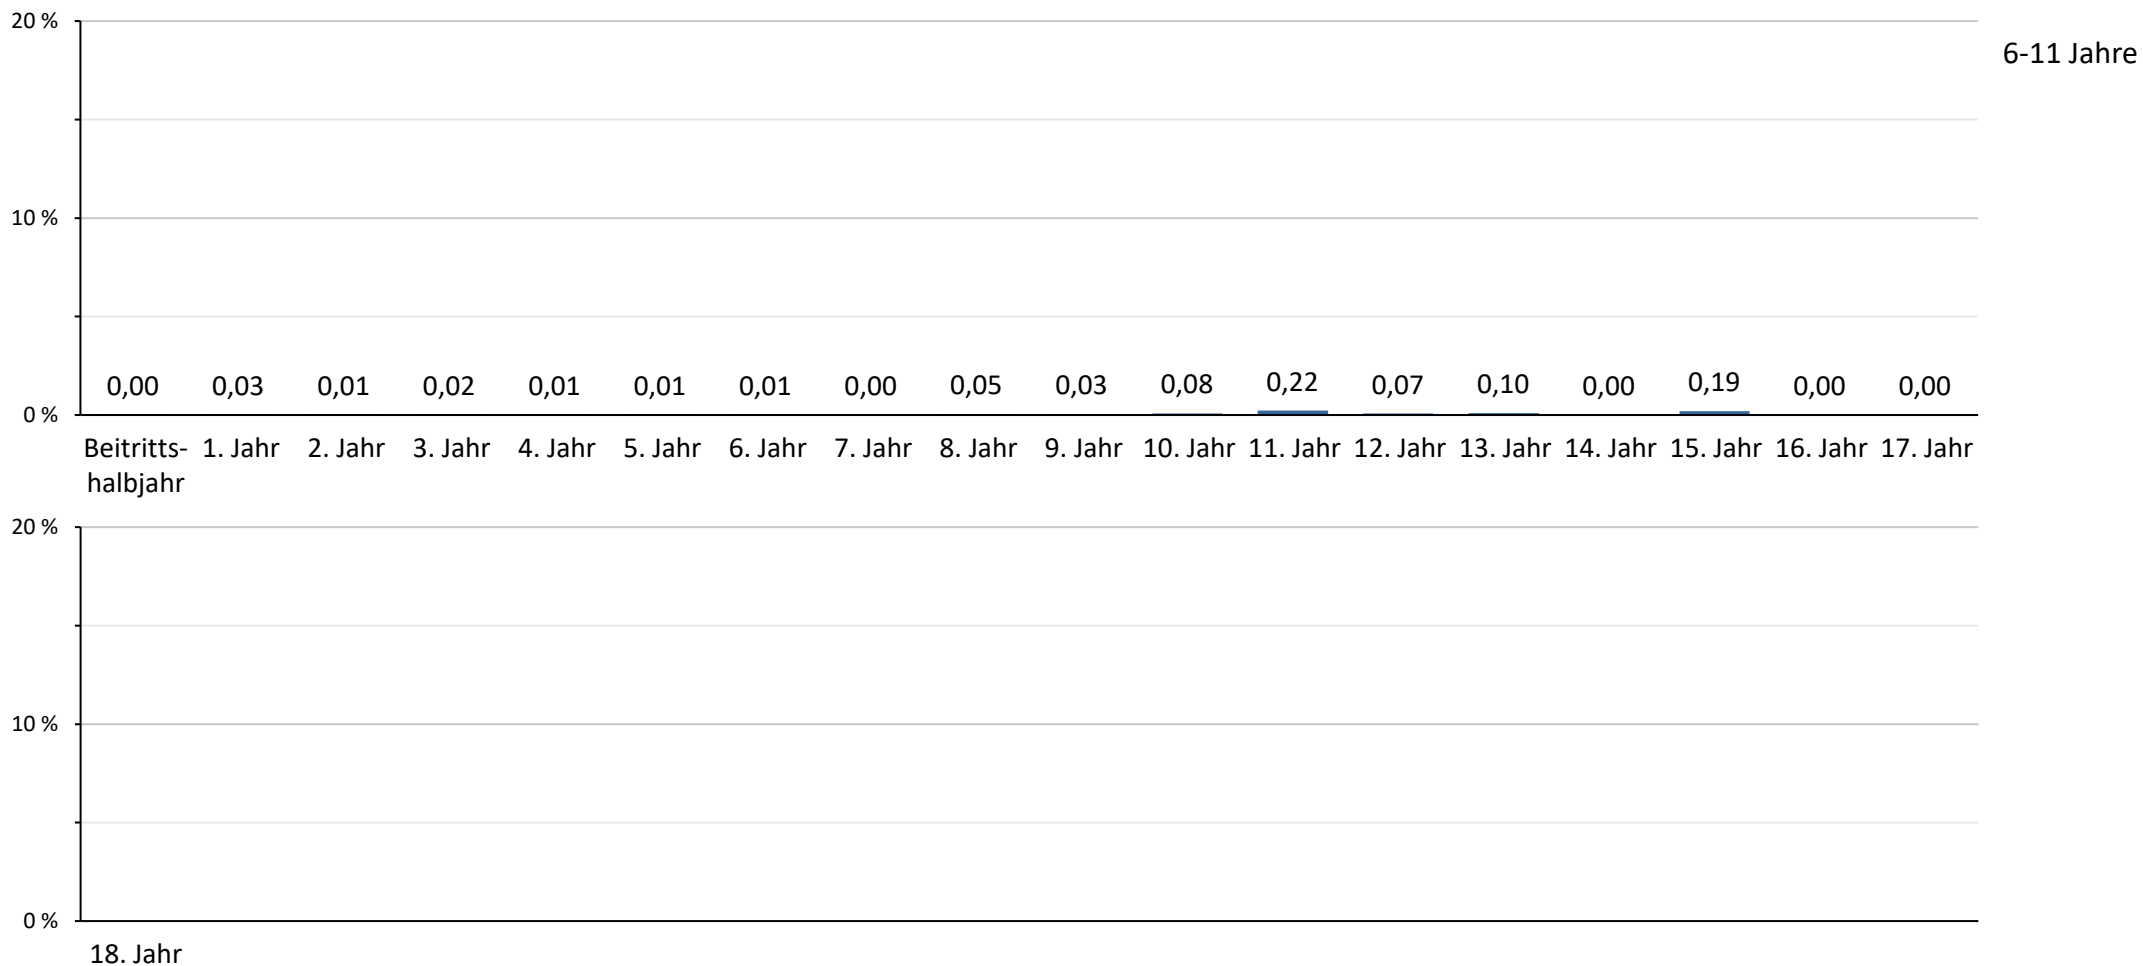 20 %
6-11 Jahre
10 %
0,00 0,03 0,01 0,02 0,01 0,01 0,01 0,00 0,05 0,03 0,08 0,22 0,07 0,10 0,00 0,19 0,00 0,00
0 %
Beitritts- 1. Jahr 2. Jahr 3. Jahr 4. Jahr 5. Jahr 6. Jahr 7. Jahr 8. Jahr 9. Jahr 10. Jahr 11. Jahr 12. Jahr 13. Jahr 14. Jahr 15. Jahr 16. Jahr 17. Jahr
halbjahr
20 %
10 %
0 %
18. Jahr